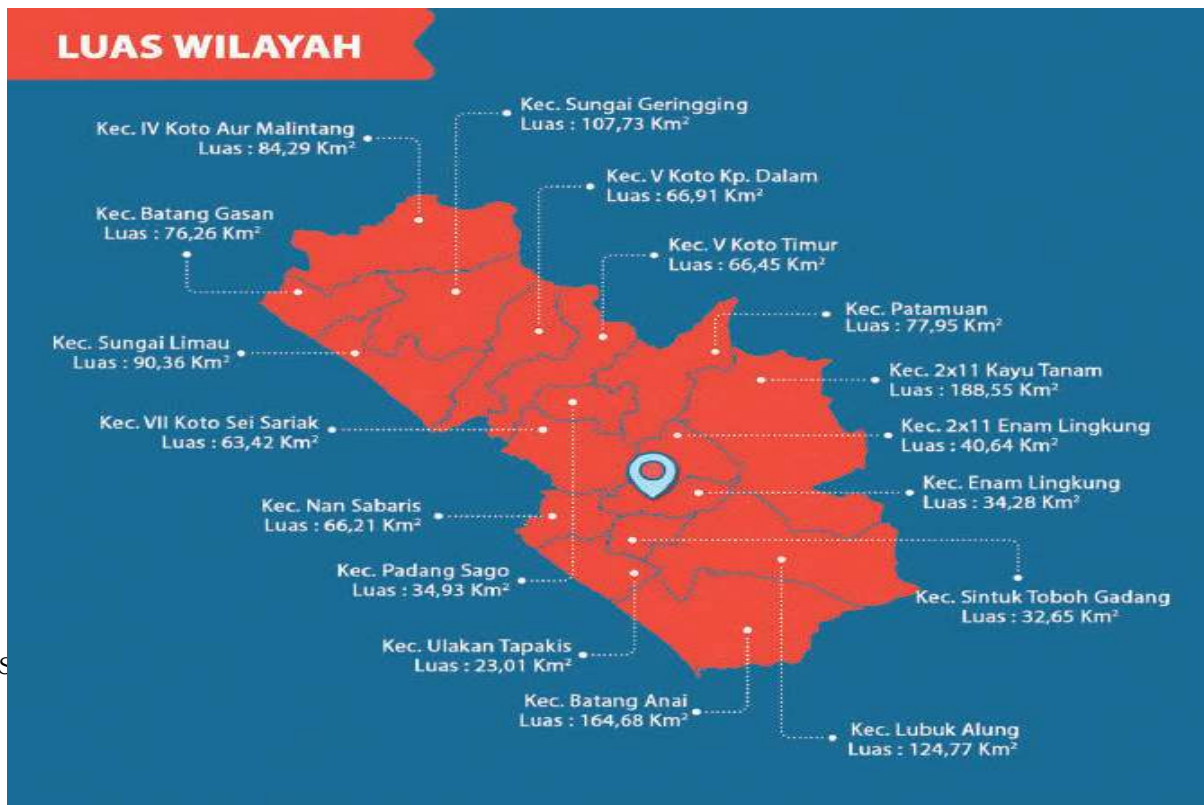 LUAS WILAYAH
Kec. Sungai Geringging
Luas : 107,73 Km²
Kec. IV Koto Aur Malintang
Luas : 84,29 Km²
Kec. V Koto Kp. Dalam
Luas : 66,91 Km²
Kec. Batang Gasan
Luas : 76,26 Km²
Kec. V Koto Timur
Luas : 66,45 Km²
Kec. Patamuan
Luas : 77,95 Km²
Kec. Sungai Limau
Luas : 90,36 Km²
Kec. 2x11 Kayu Tanam
Luas : 188,55 Km²
Kec. VII Koto Sei Sariak
Luas : 63,42 Km²
Kec. 2x11 Enam Lingkung
Luas : 40,64 Km²
Kec. Enam Lingkung
Luas : 34,28 Km²
Kec. Nan Sabaris
Luas : 66,21 Km²
Kec. Padang Sago
Luas : 34,93 Km²
Kec. Sintuk Toboh Gadang
Luas : 32,65 Km²
Kec. Ulakan Tapakis
Luas : 23,01 Km²
Kec. Batang Anai
Luas : 164,68 Km²
Kec. Lubuk Alung
Luas : 124,77 Km²